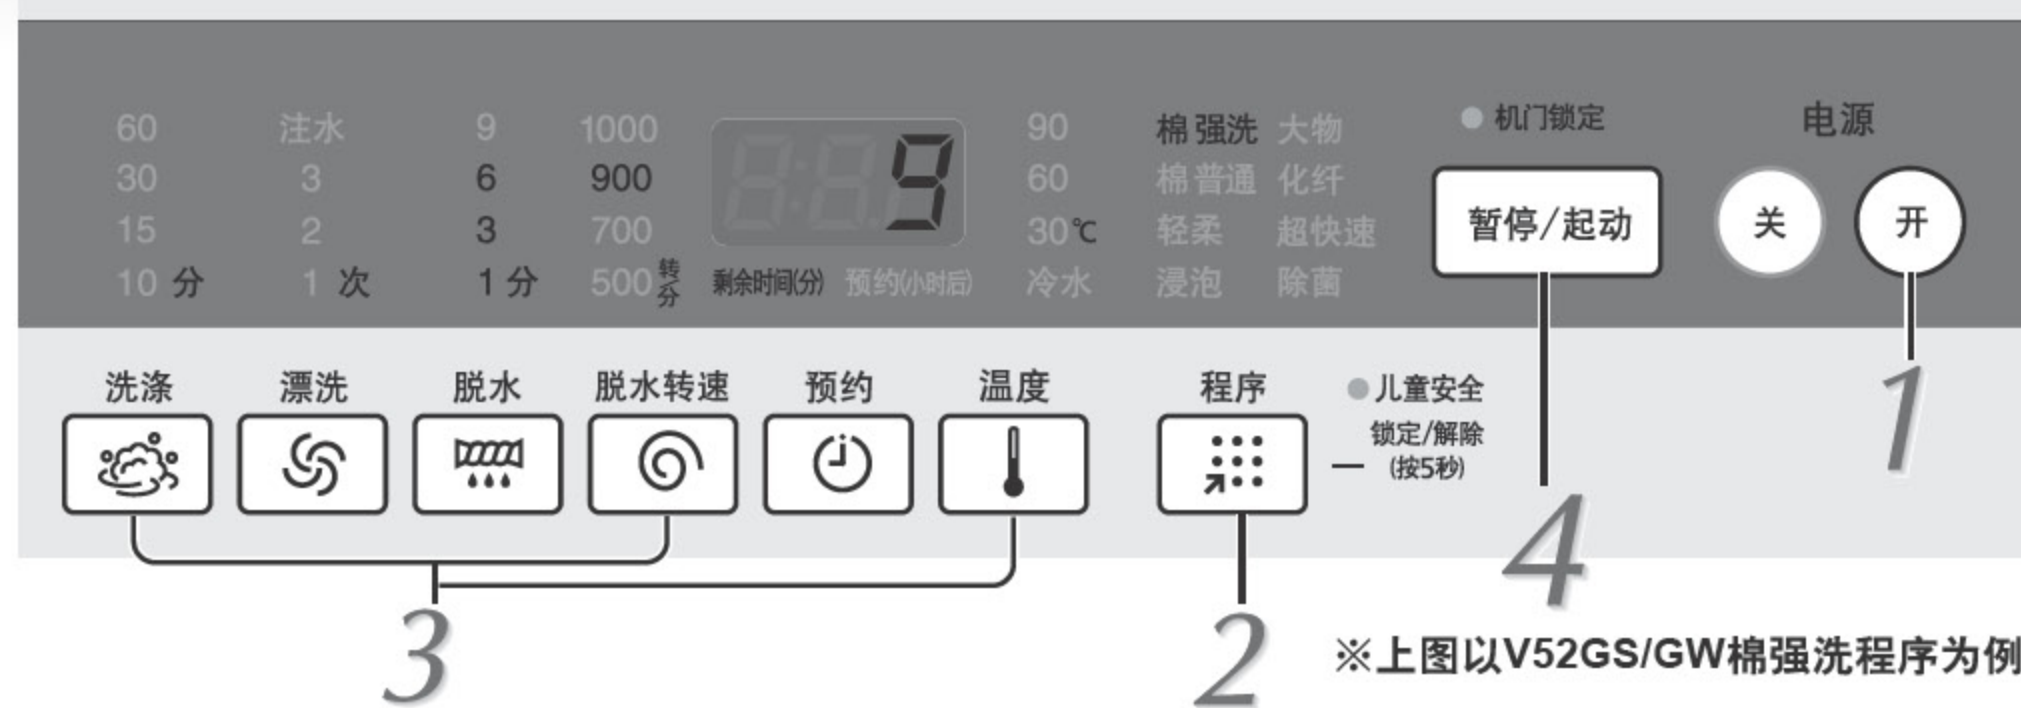 60 注水 9 1000 90 棉强洗 大物 机门锁定 电源
30 3 6 900 9 60 棉普通 化纤 暂停/起动 关 开
15 2 3 700 30℃ 轻柔 超快速
10 分 1 次 1 分 500 转/分 剩余时间(分) 预约(小时后) 冷水 浸泡 除菌
洗涤 漂洗 脱水 脱水转速 预约 温度 程序 儿童安全
锁定/解除
(按5秒)
1
4
3 2
※上图以V52GS/GW棉强洗程序为例